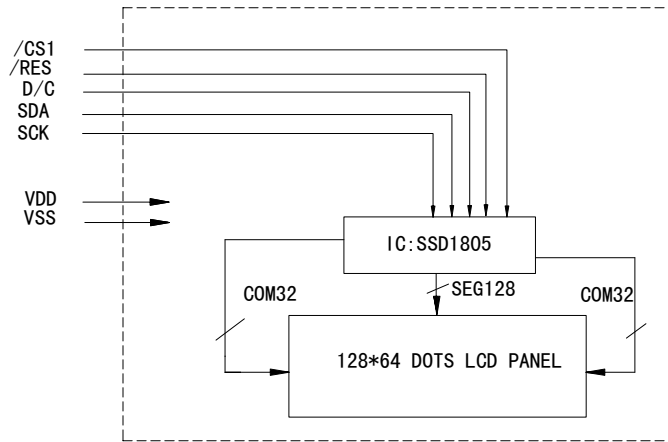 /CS1
/RES
D/C
SDA
SCK
VDD
VSS
IC:SSD1805
COM32
SEG128
COM32
128*64 DOTS LCD PANEL